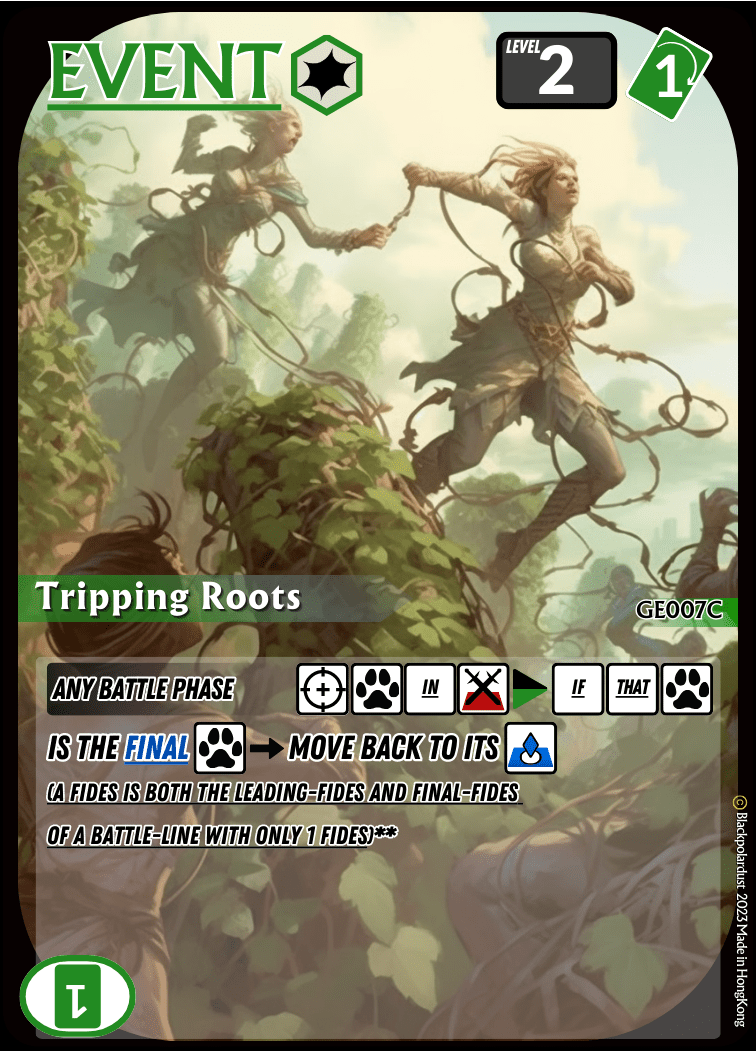 EVENT
LEVEL 2
1
Tripping Roots
GE007C
ANY BATTLE PHASE IN IF THAT
IS THE FINAL MOVE BACK TO ITS
(A FIDES IS BOTH THE LEADING-FIDES AND FINAL-FIDES
OF A BATTLE-LINE WITH ONLY 1 FIDES)**
1
© Blackpolardust 2023 Made in HongKong